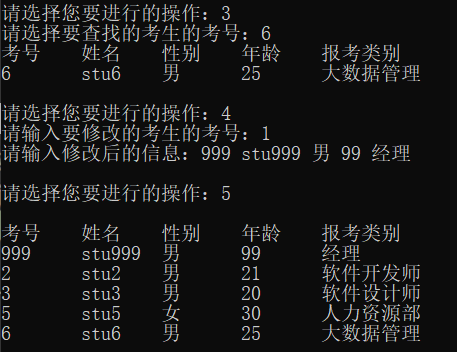 请选择您要进行的操作：3
请选择要查找的考生的考号：6
考号 姓名 性别 年龄 报考类别
6 stu6 男 25 大数据管理
请选择您要进行的操作：4
请输入要修改的考生的考号：1
请输入修改后的信息：999 stu999 男 99 经理
请选择您要进行的操作：5
考号 姓名 性别 年龄 报考类别
999 stu999 男 99 经理
2 stu2 男 21 软件开发师
3 stu3 男 20 软件设计师
5 stu5 女 30 人力资源部
6 stu6 男 25 大数据管理